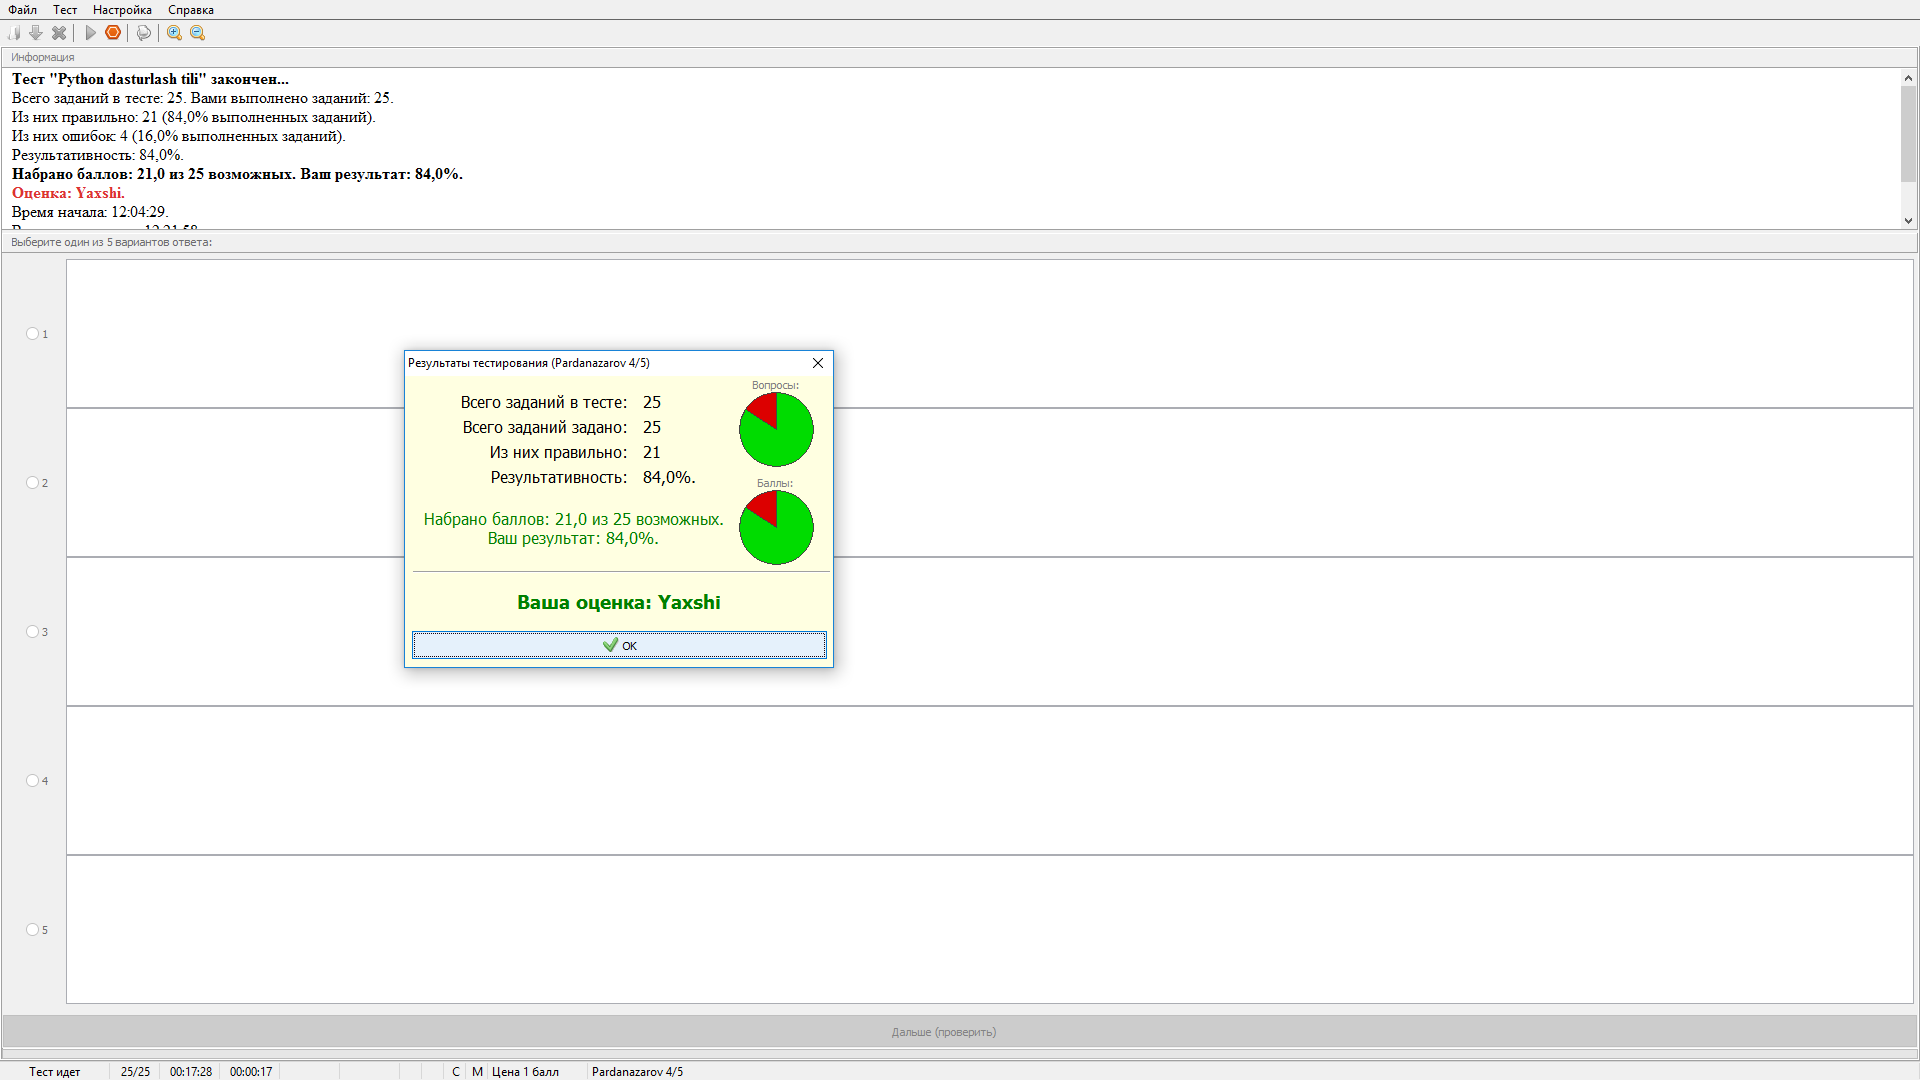 Файл Тест Настройка Справка
Информация
Тест "Python dasturlash tili" закончен...
Всего заданий в тесте: 25. Вами выполнено заданий: 25.
Из них правильно: 21 (84,0% выполненных заданий).
Из них ошибок: 4 (16,0% выполненных заданий).
Результативность: 84,0%.
Набрано баллов: 21,0 из 25 возможных. Ваш результат: 84,0%.
Оценка: Yaxshi.
Время начала: 12:04:29.
Выберите один из 5 вариантов ответа:
1
Результаты тестирования (Pardanazarov 4/5)
Вопросы:
Всего заданий в тесте: 25
Всего заданий задано: 25
Из них правильно: 21
Результативность: 84,0%.
Баллы:
Набрано баллов: 21,0 из 25 возможных.
Ваш результат: 84,0%.
Ваша оценка: Yaxshi
OK
2
3
4
5
Дальше (проверить)
Тест идет 25/25 00:17:28 00:00:17 С М Цена 1 балл Pardanazarov 4/5